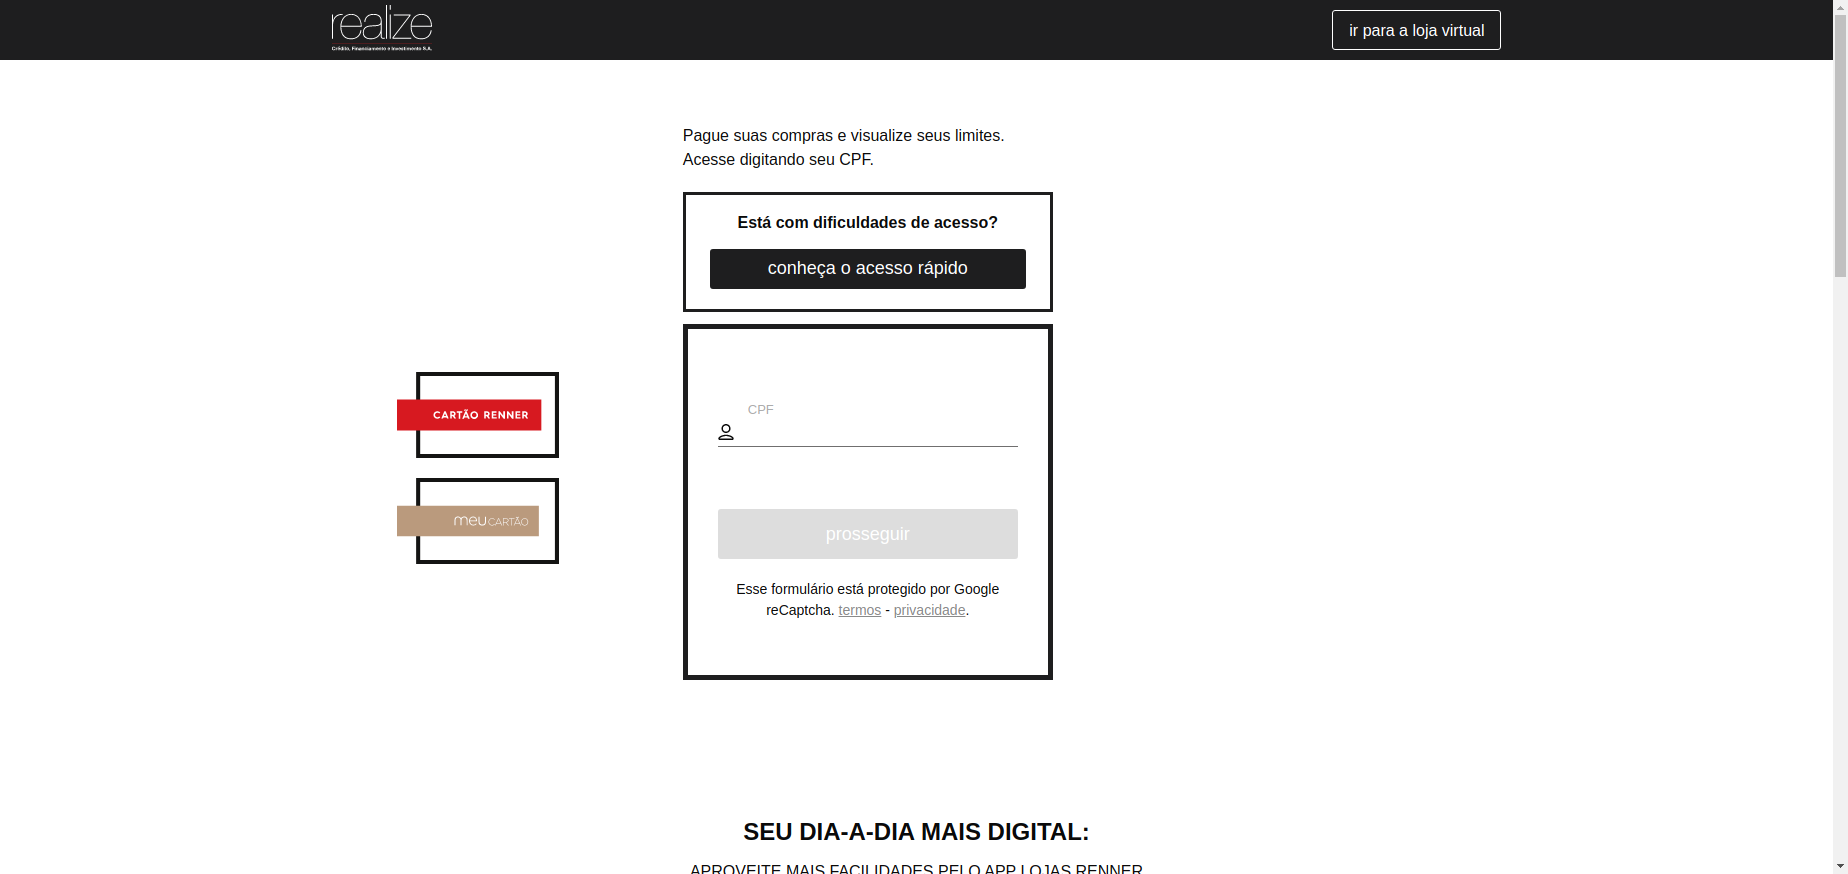 realize
Crédito, Financiamento e Investimento S.A.
ir para a loja virtual
Pague suas compras e visualize seus limites.
Acesse digitando seu CPF.
Está com dificuldades de acesso?
conheça o acesso rápido
CARTÃO RENNER
meu CARTÃO
CPF
prosseguir
Esse formulário está protegido por Google
reCaptcha. termos - privacidade.
SEU DIA-A-DIA MAIS DIGITAL:
APROVEITE MAIS FACILIDADES PELO APP LOJAS RENNER